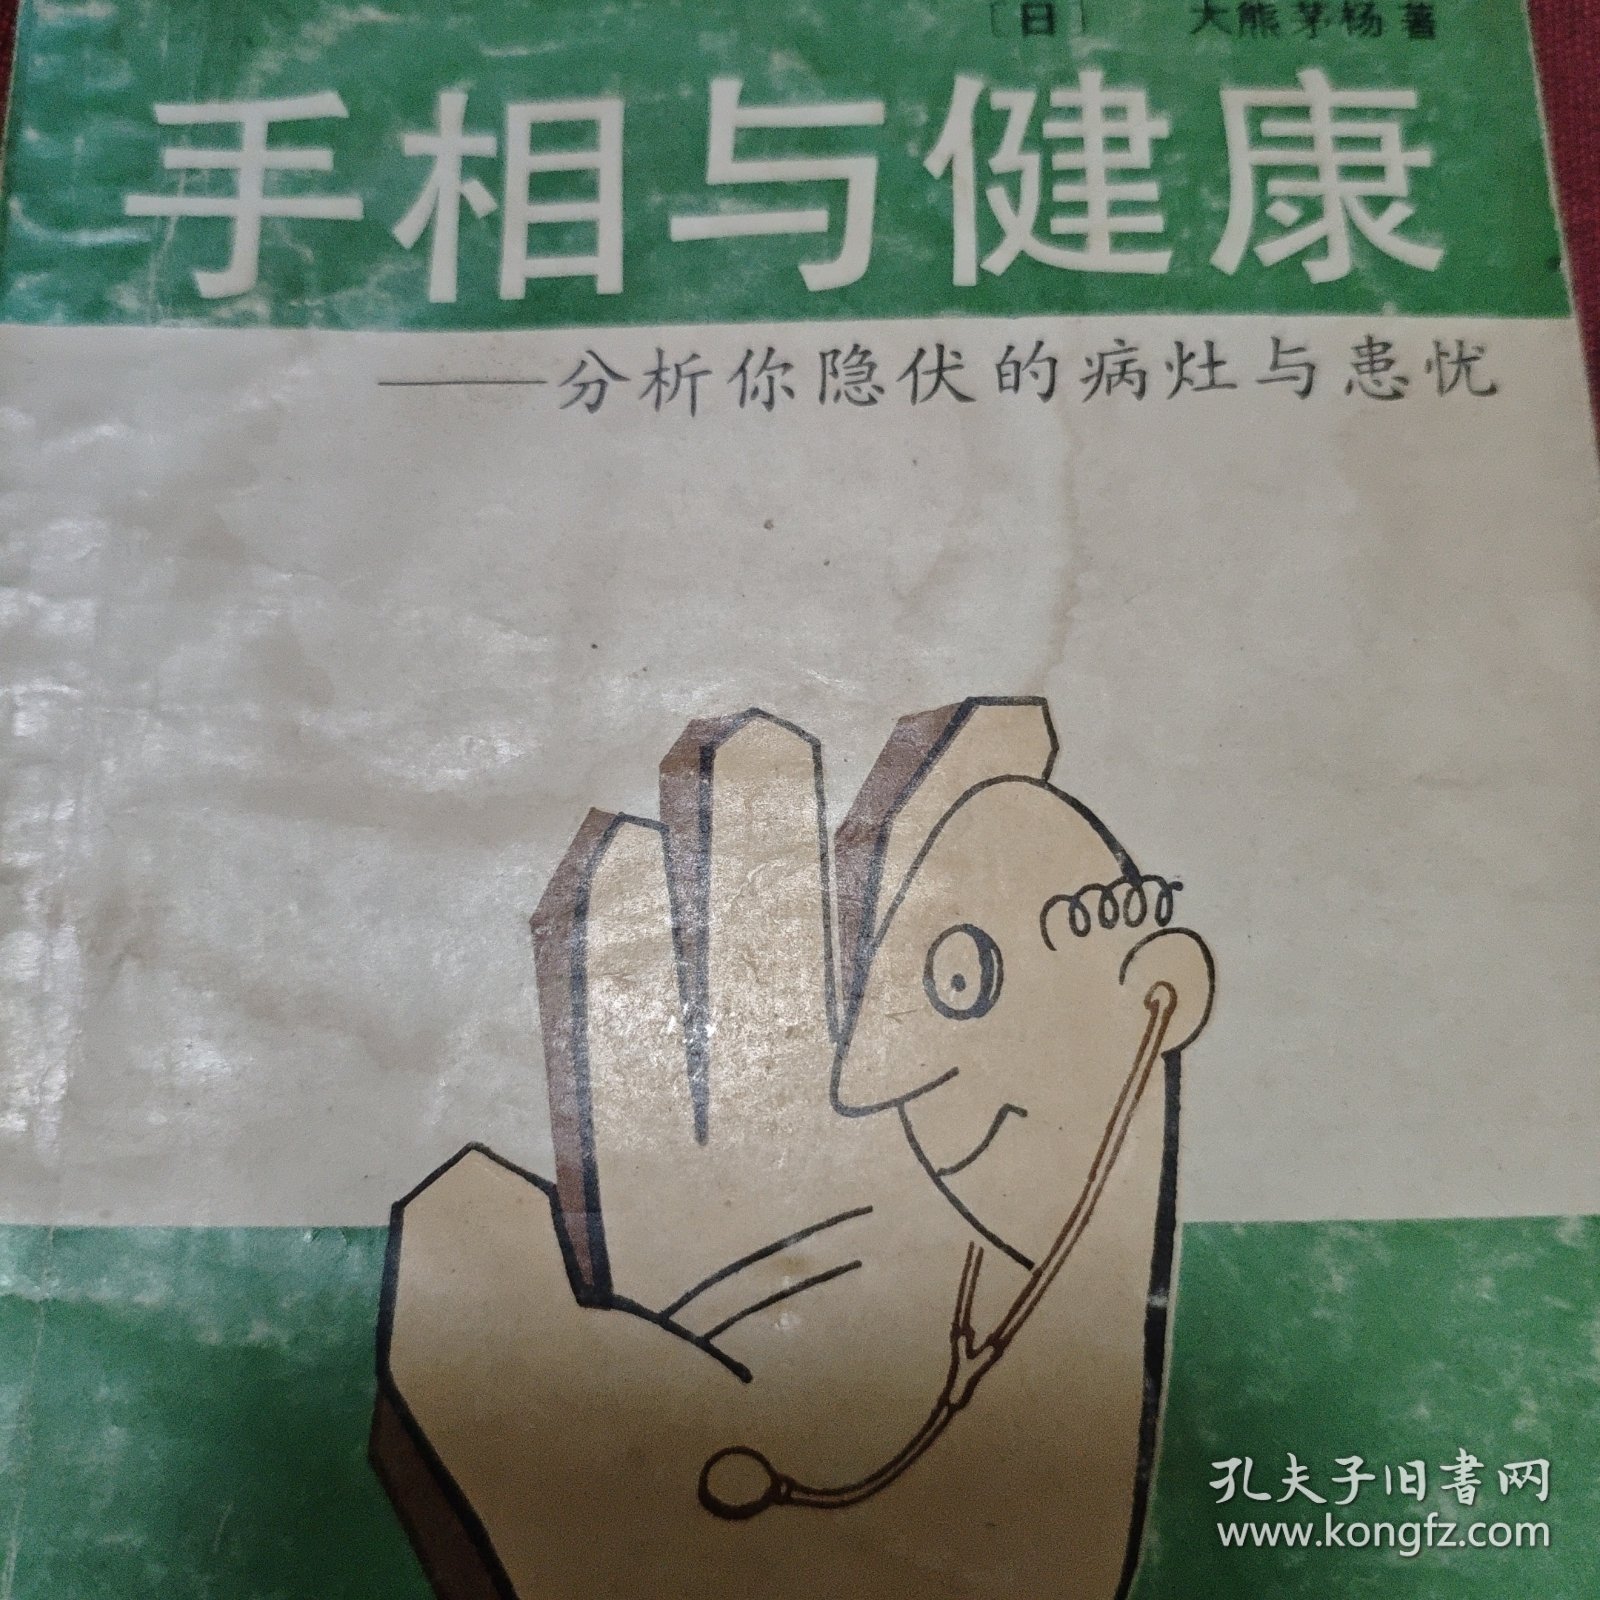 ［日］ 大熊茅杨 著
手相与健康
——分析你隐伏的病灶与患忧
孔夫子旧书网
www.kongfz.com